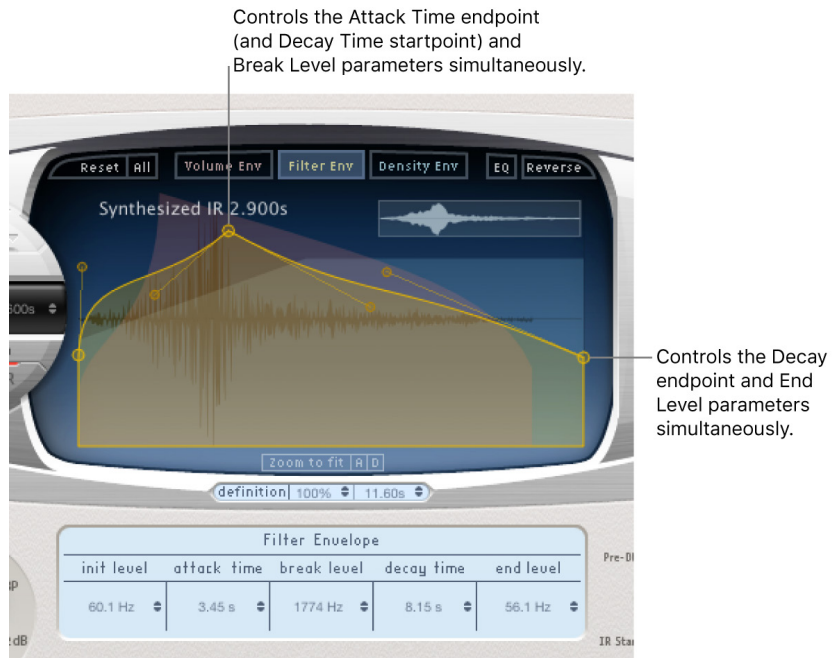 Controls the Attack Time endpoint
(and Decay Time startpoint) and
Break Level parameters simultaneously.
Reset All Volume Env Filter Env Density Env EQ Reverse
Synthesized IR 2.900s
Controls the Decay
endpoint and End
Level parameters
simultaneously.
Zoom to fit A D
definition 100% 11.60s
Filter Envelope
init level attack time break level decay time end level
60.1 Hz 3.45 s 1774 Hz 8.15 s 56.1 Hz